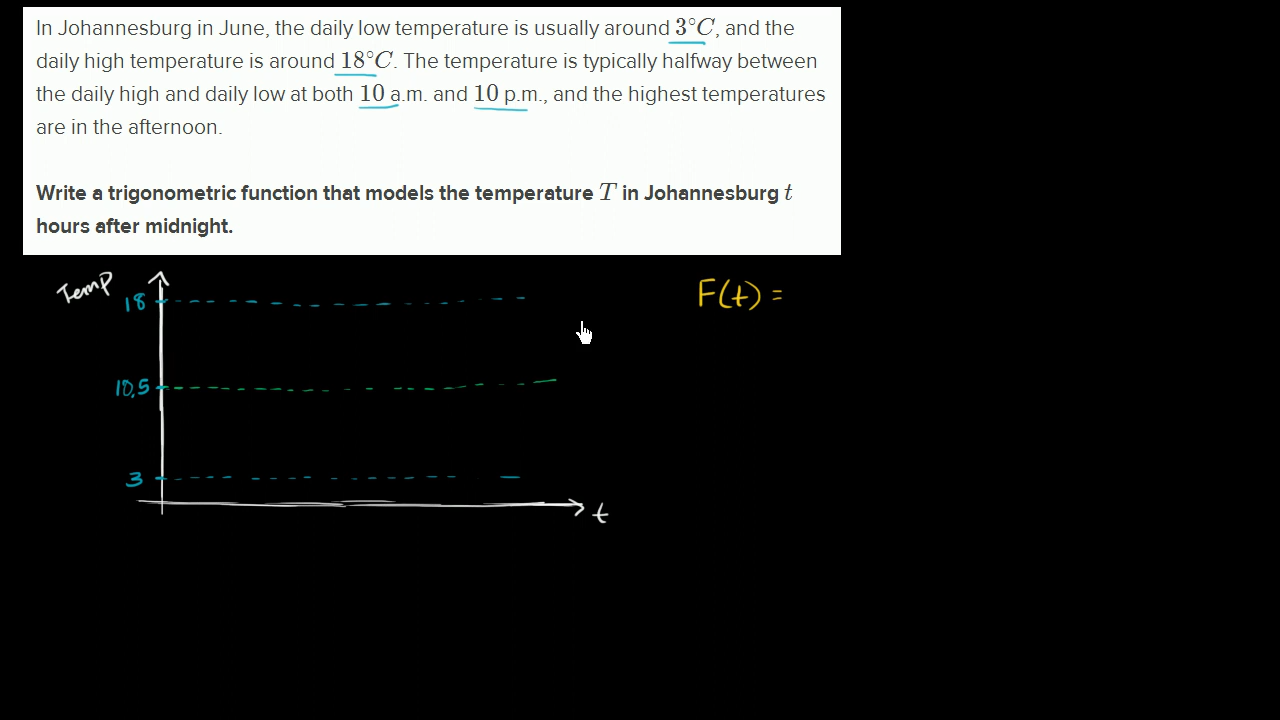 In Johannesburg in June, the daily low temperature is usually around 3°C, and the
daily high temperature is around 18°C. The temperature is typically halfway between
the daily high and daily low at both 10 a.m. and 10 p.m., and the highest temperatures
are in the afternoon.
Write a trigonometric function that models the temperature T in Johannesburg t
hours after midnight.
Temp
18
F(t) =
10.5
3
t